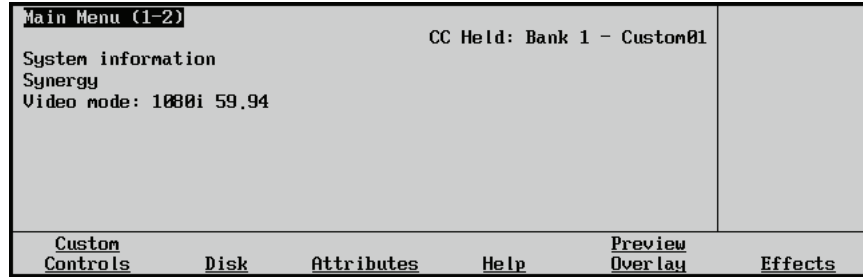 Main Menu (1-2)
CC Held: Bank 1 - Custom01
System information
Synergy
Video mode: 1080i 59.94
Custom Controls
Disk
Attributes
Help
Preview Overlay
Effects